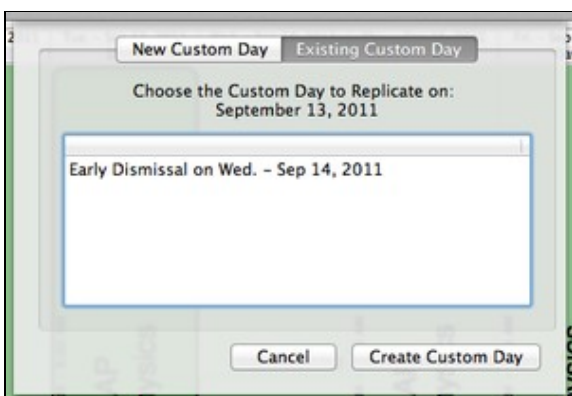 New Custom Day Existing Custom Day
Choose the Custom Day to Replicate on:
September 13, 2011
Early Dismissal on Wed. – Sep 14, 2011
Cancel Create Custom Day